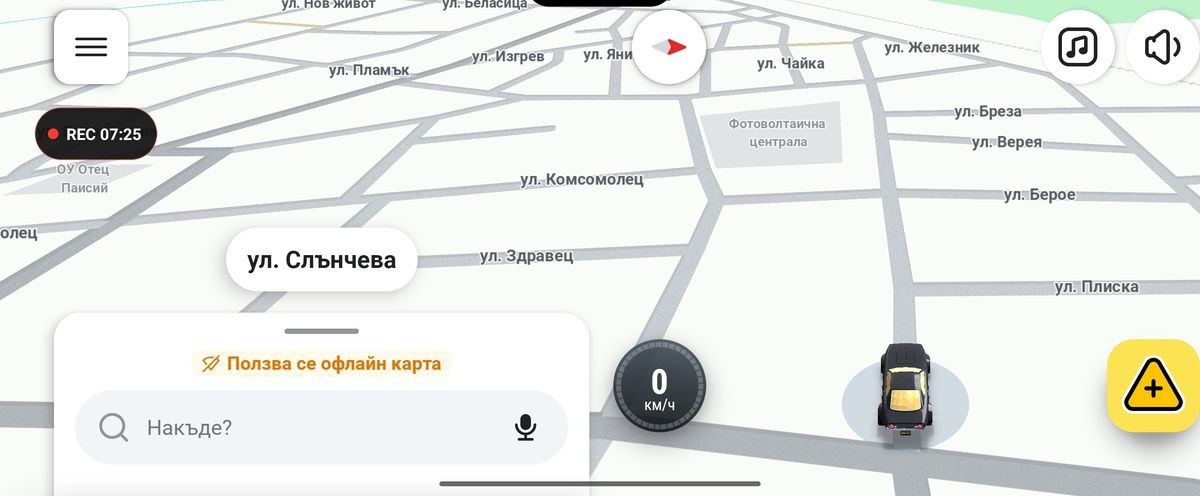 ул. Нов живот
ул. Беласица
ул. Железник
ул. Изгрев
ул. Яни
ул. Чайка
ул. Пламък
ул. Бреза
REC 07:25
Фотоволтаична
централа
ул. Верея
ОУ Отец
Паисий
ул. Комсомолец
ул. Берое
олец
ул. Слънчева
ул. Здравец
ул. Плиска
Ползва се офлайн карта
0
км/ч
Накъде?